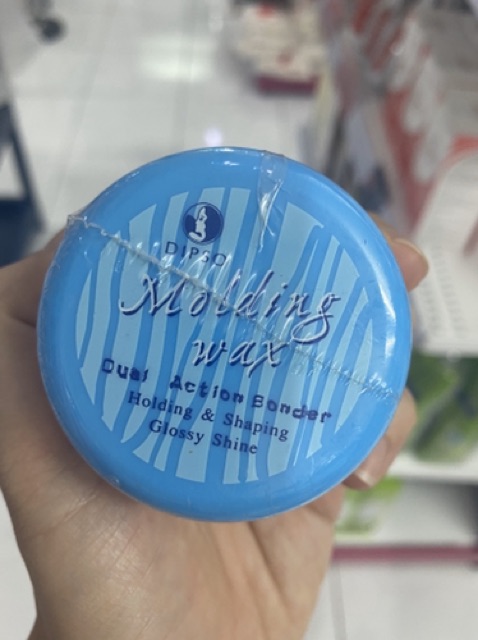 DIPSO
Molding
wax
Dual Action Bonder
Holding & Shaping
Glossy Shine